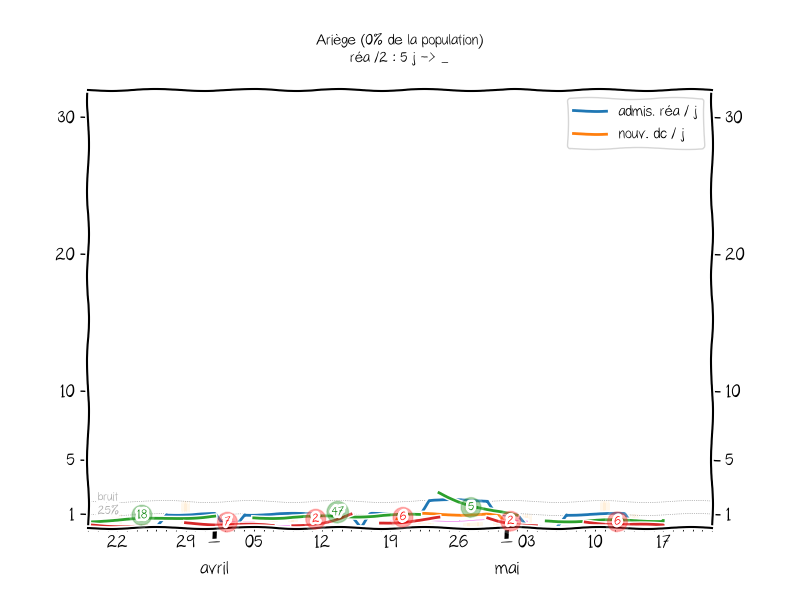 Ariège (0% de la population)
réa /2 : 5 j -> _
admis. réa / j
nouv. dc / j
30 30
20 20
10 10
5 5
bruit
25%
1 1
18 7 2 47 6 5 2 6
22 29 05 12 19 26 03 10 17
avril mai